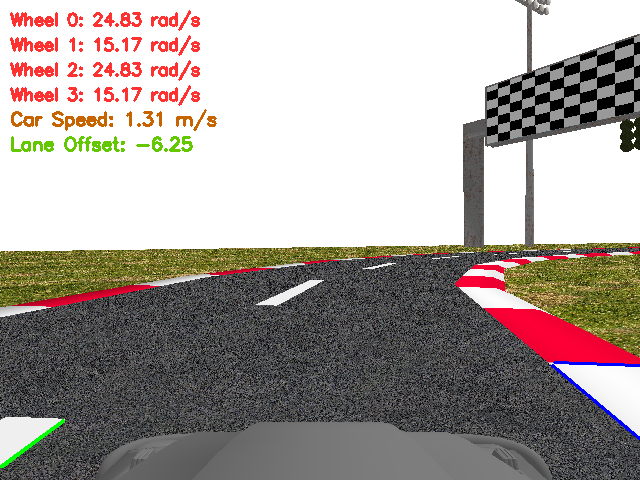 Wheel 0: 24.83 rad/s
Wheel 1: 15.17 rad/s
Wheel 2: 24.83 rad/s
Wheel 3: 15.17 rad/s
Car Speed: 1.31 m/s
Lane Offset: -6.25